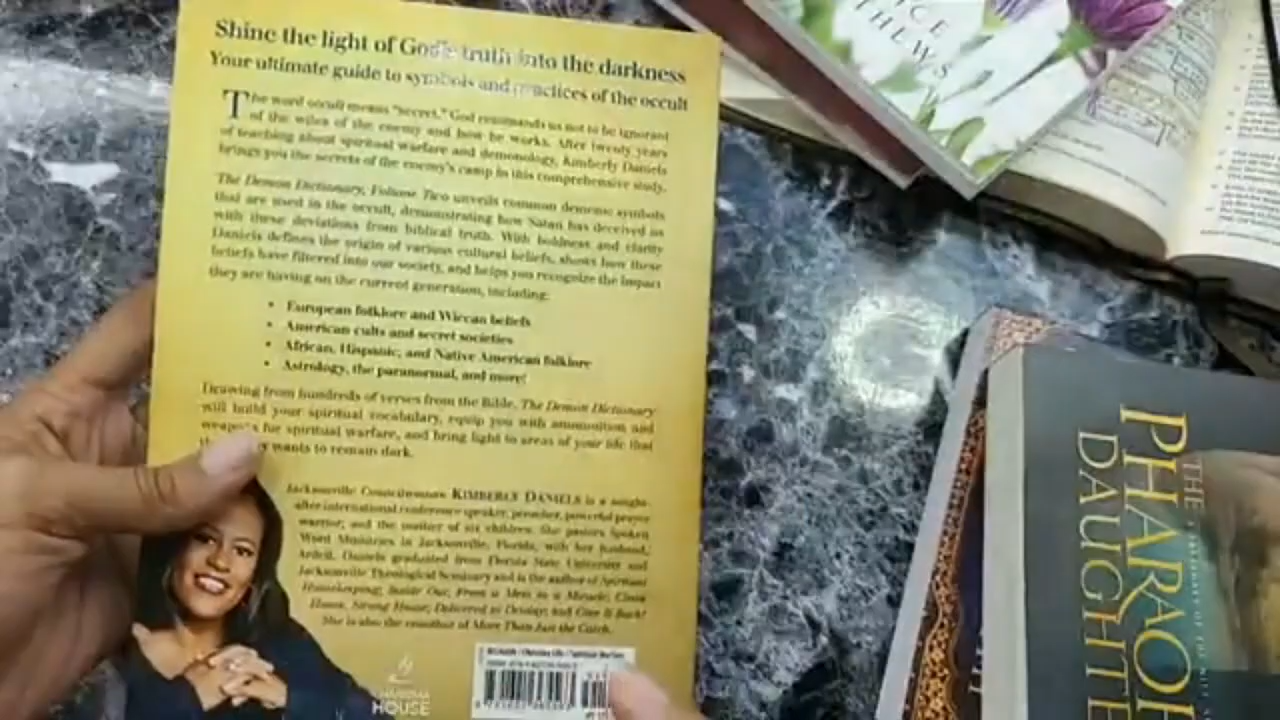 Shine the light of God's truth into the darkness
Your ultimate guide to symbols and practices of the occult
The word occult means "secret." God commands us not to be ignorant
of the wiles of the enemy and how he works. After twenty years
of teaching about spiritual warfare and demonology, Kimberly Daniels
brings you the secrets of the enemy's camp in this comprehensive study.
The Demon Dictionary, Volume Two unveils common demonic symbols
that are used in the occult, demonstrating how Satan has deceived us
with these deviations from biblical truth. With boldness and clarity
Daniels defines the origin of various cultural beliefs, shows how these
beliefs have filtered into our society, and helps you recognize the impact
they are having on the current generation, including:
• European folklore and Wiccan beliefs
• American cults and secret societies
• African, Hispanic, and Native American folklore
• Astrology, the paranormal, and more!
Drawing from hundreds of verses from the Bible, The Demon Dictionary
will build your spiritual vocabulary, equip you with ammunition and
weapons for spiritual warfare, and bring light to areas of your life that
wants to remain dark.
Jacksonville Councilwoman KIMBERLY DANIELS is a sought-
after international conference speaker, preacher, powerful prayer
warrior, and the mother of six children. She pastors Spoken
Word Ministries in Jacksonville, Florida, with her husband,
Ardell. Daniels graduated from Florida State University and
Jacksonville Theological Seminary and is the author of Spiritual
Housekeeping; Inside Out; From a Mess to a Miracle; Clean
House, Strong House; Delivered to Destiny; and Give It Back!
She is also the coauthor of More Than Just the Catch.
HOUSE
ICE
THEWS
THE
PHARAOH
DAUGHTE